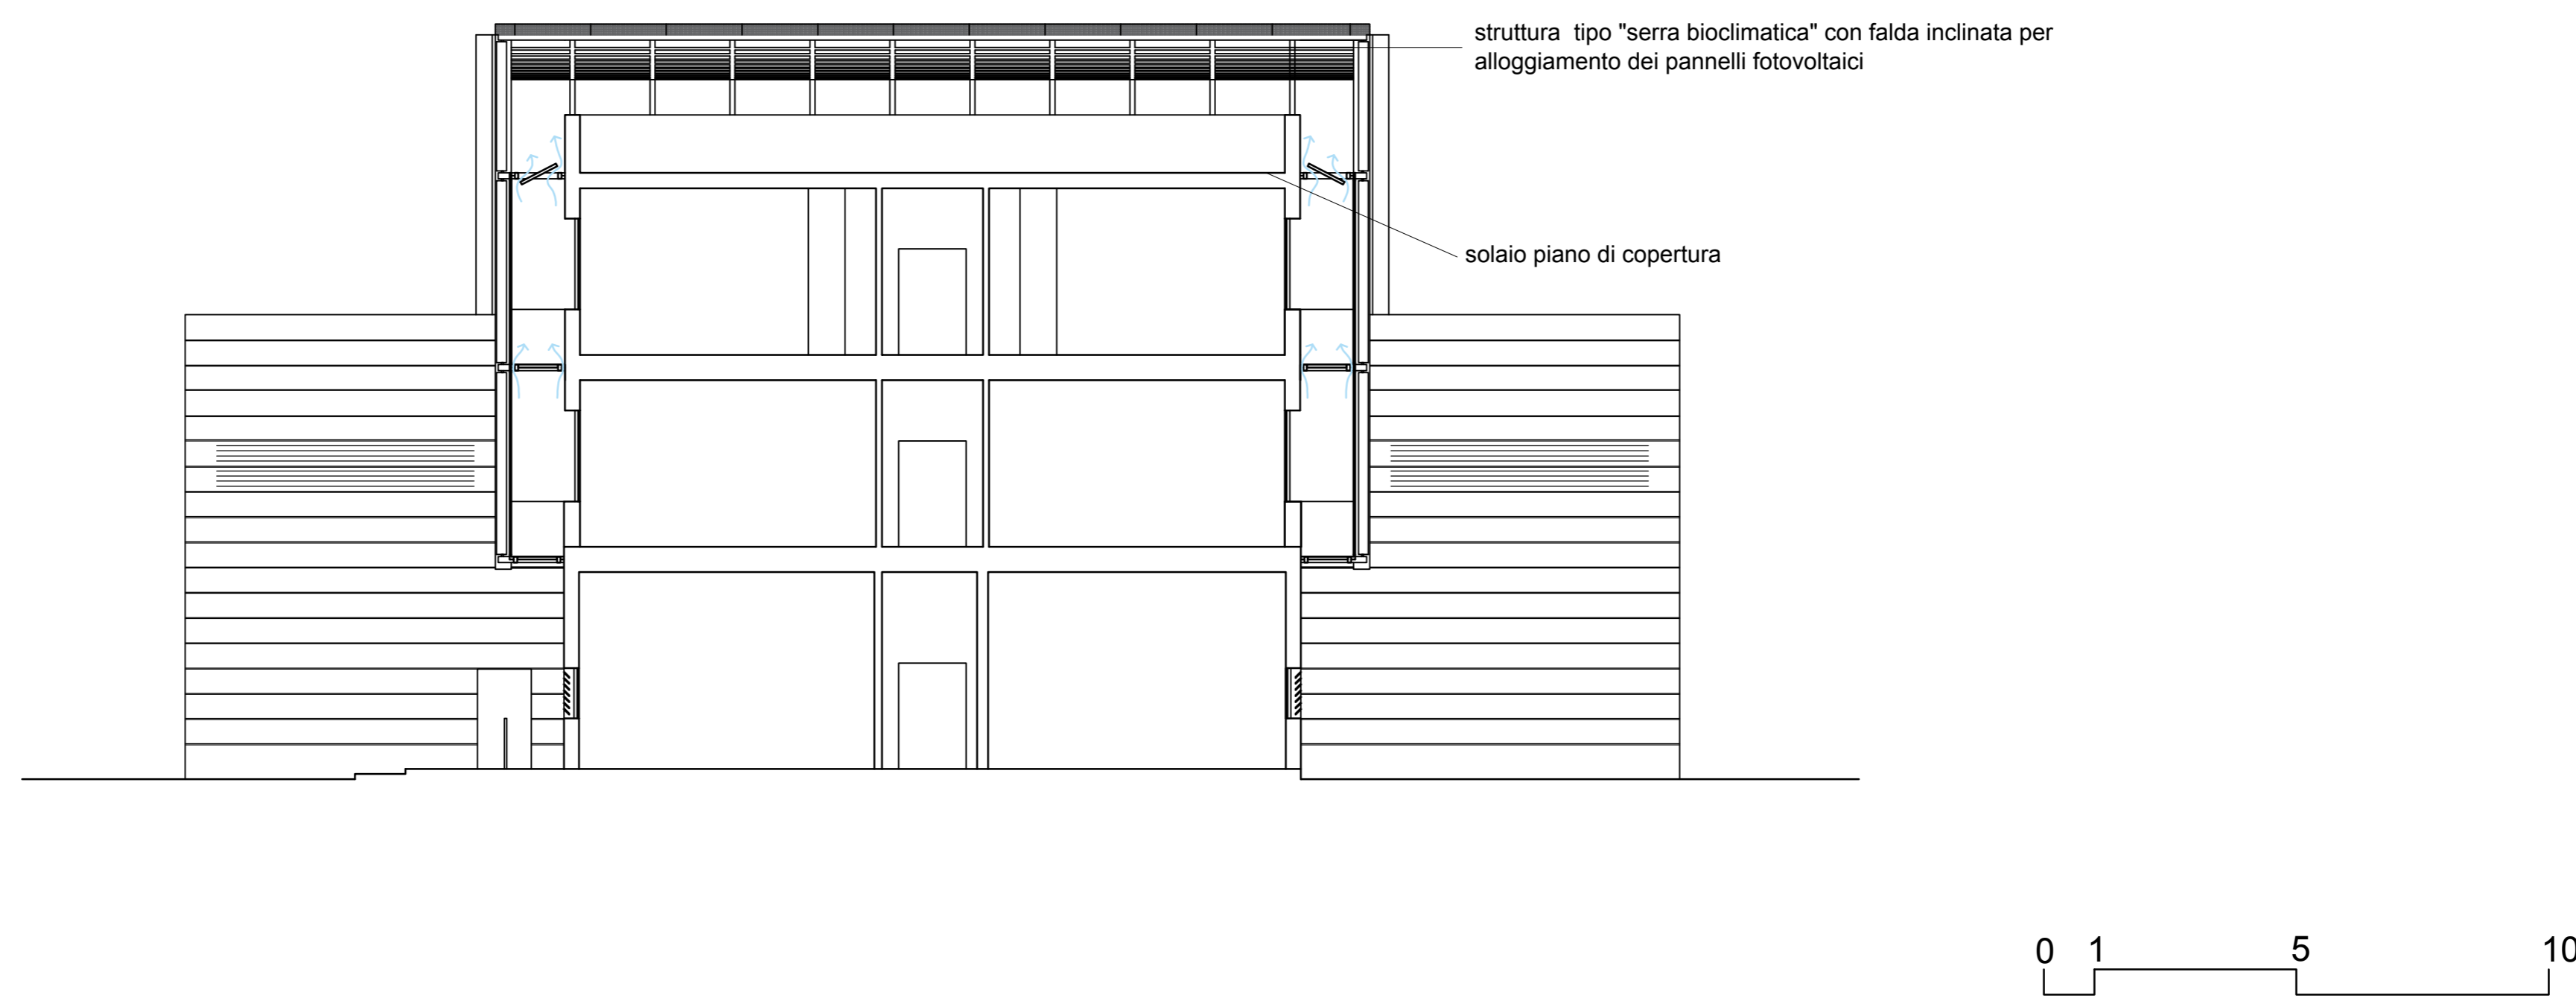 struttura  tipo "serra bioclimatica" con falda inclinata per
alloggiamento dei pannelli fotovoltaici
solaio piano di copertura
0 1 5 10